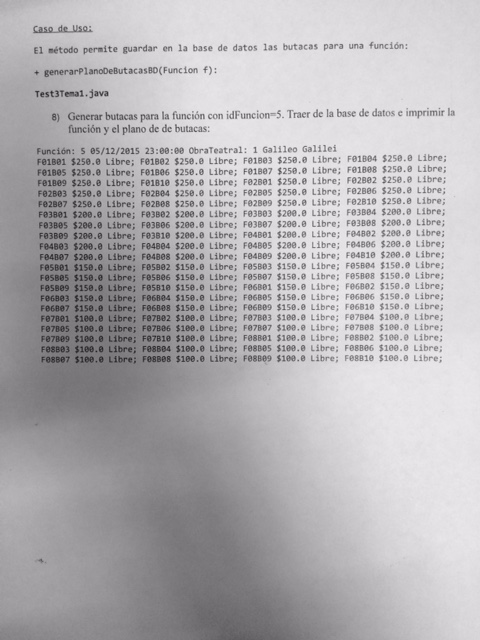 Caso de Uso:
El método permite guardar en la base de datos las butacas para una función:
+ generarPlanoDeButacasBD(Funcion f):
Test3Tema1.java
8) Generar butacas para la función con idFuncion=5. Traer de la base de datos e imprimir la
función y el plano de de butacas:
Función: 5 05/12/2015 23:00:00 ObraTeatral: 1 Galileo Galilei
F01B01 $250.0 Libre; F01B02 $250.0 Libre; F01B03 $250.0 Libre; F01B04 $250.0 Libre;
F01B05 $250.0 Libre; F01B06 $250.0 Libre; F01B07 $250.0 Libre; F01B08 $250.0 Libre;
F01B09 $250.0 Libre; F01B10 $250.0 Libre; F02B01 $250.0 Libre; F02B02 $250.0 Libre;
F02B03 $250.0 Libre; F02B04 $250.0 Libre; F02B05 $250.0 Libre; F02B06 $250.0 Libre;
F02B07 $250.0 Libre; F02B08 $250.0 Libre; F02B09 $250.0 Libre; F02B10 $250.0 Libre;
F03B01 $200.0 Libre; F03B02 $200.0 Libre; F03B03 $200.0 Libre; F03B04 $200.0 Libre;
F03B05 $200.0 Libre; F03B06 $200.0 Libre; F03B07 $200.0 Libre; F03B08 $200.0 Libre;
F03B09 $200.0 Libre; F03B10 $200.0 Libre; F04B01 $200.0 Libre; F04B02 $200.0 Libre;
F04B03 $200.0 Libre; F04B04 $200.0 Libre; F04B05 $200.0 Libre; F04B06 $200.0 Libre;
F04B07 $200.0 Libre; F04B08 $200.0 Libre; F04B09 $200.0 Libre; F04B10 $200.0 Libre;
F05B01 $150.0 Libre; F05B02 $150.0 Libre; F05B03 $150.0 Libre; F05B04 $150.0 Libre;
F05B05 $150.0 Libre; F05B06 $150.0 Libre; F05B07 $150.0 Libre; F05B08 $150.0 Libre;
F05B09 $150.0 Libre; F05B10 $150.0 Libre; F06B01 $150.0 Libre; F06B02 $150.0 Libre;
F06B03 $150.0 Libre; F06B04 $150.0 Libre; F06B05 $150.0 Libre; F06B06 $150.0 Libre;
F06B07 $150.0 Libre; F06B08 $150.0 Libre; F06B09 $150.0 Libre; F06B10 $150.0 Libre;
F07B01 $100.0 Libre; F07B02 $100.0 Libre; F07B03 $100.0 Libre; F07B04 $100.0 Libre;
F07B05 $100.0 Libre; F07B06 $100.0 Libre; F07B07 $100.0 Libre; F07B08 $100.0 Libre;
F07B09 $100.0 Libre; F07B10 $100.0 Libre; F08B01 $100.0 Libre; F08B02 $100.0 Libre;
F08B03 $100.0 Libre; F08B04 $100.0 Libre; F08B05 $100.0 Libre; F08B06 $100.0 Libre;
F08B07 $100.0 Libre; F08B08 $100.0 Libre; F08B09 $100.0 Libre; F08B10 $100.0 Libre;